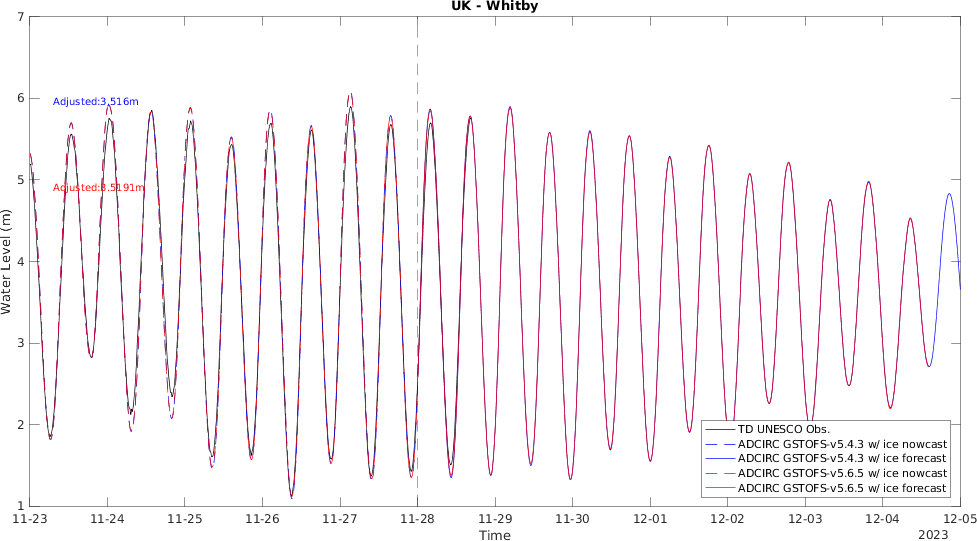 UK - Whitby
7
6
5
4
3
2
1
Water Level (m)
Adjusted:3.516m
Adjusted:3.5191m
TD UNESCO Obs.
ADCIRC GSTOFS-v5.4.3 w/ ice nowcast
ADCIRC GSTOFS-v5.4.3 w/ ice forecast
ADCIRC GSTOFS-v5.6.5 w/ ice nowcast
ADCIRC GSTOFS-v5.6.5 w/ ice forecast
11-23 11-24 11-25 11-26 11-27 11-28 11-29 11-30 12-01 12-02 12-03 12-04 12-05
Time
2023